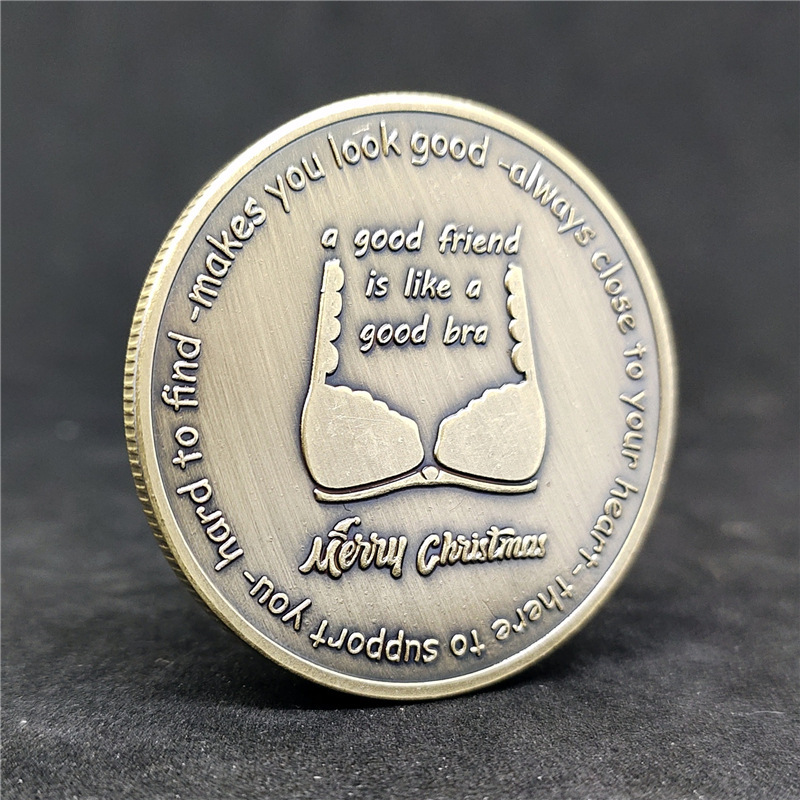 a good friend
is like a
good bra
Merry Christmas
-hard to find -makes you look good -always close to your heart- there to support you